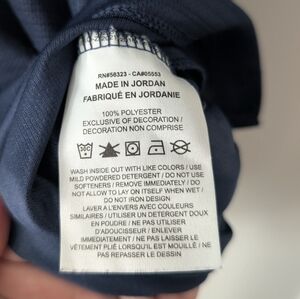 RN#56323 - CA#05553
MADE IN JORDAN
FABRIQUÉ EN JORDANIE
100% POLYESTER
EXCLUSIVE OF DECORATION /
DÉCORATION NON COMPRISE
WASH INSIDE OUT WITH LIKE COLORS / USE
MILD POWDERED DETERGENT / DO NOT USE
SOFTENERS / REMOVE IMMEDIATELY / DO
NOT ALLOW TO LAY ON ITSELF WHEN WET /
DO NOT IRON DESIGN
LAVER A L'ENVERS AVEC COULEURS
SIMILAIRES / UTILISER UN DETERGENT DOUX
EN POUDRE / NE PAS UTILISER
D'ADOUCISSEUR / ENLEVER
IMMÉDIATEMENT / NE PAS LAISSER LE
VÊTEMENT PLIÉ LORSQU'IL EST MOUILLÉ / NE
PAS REPASSER LE DESSIN